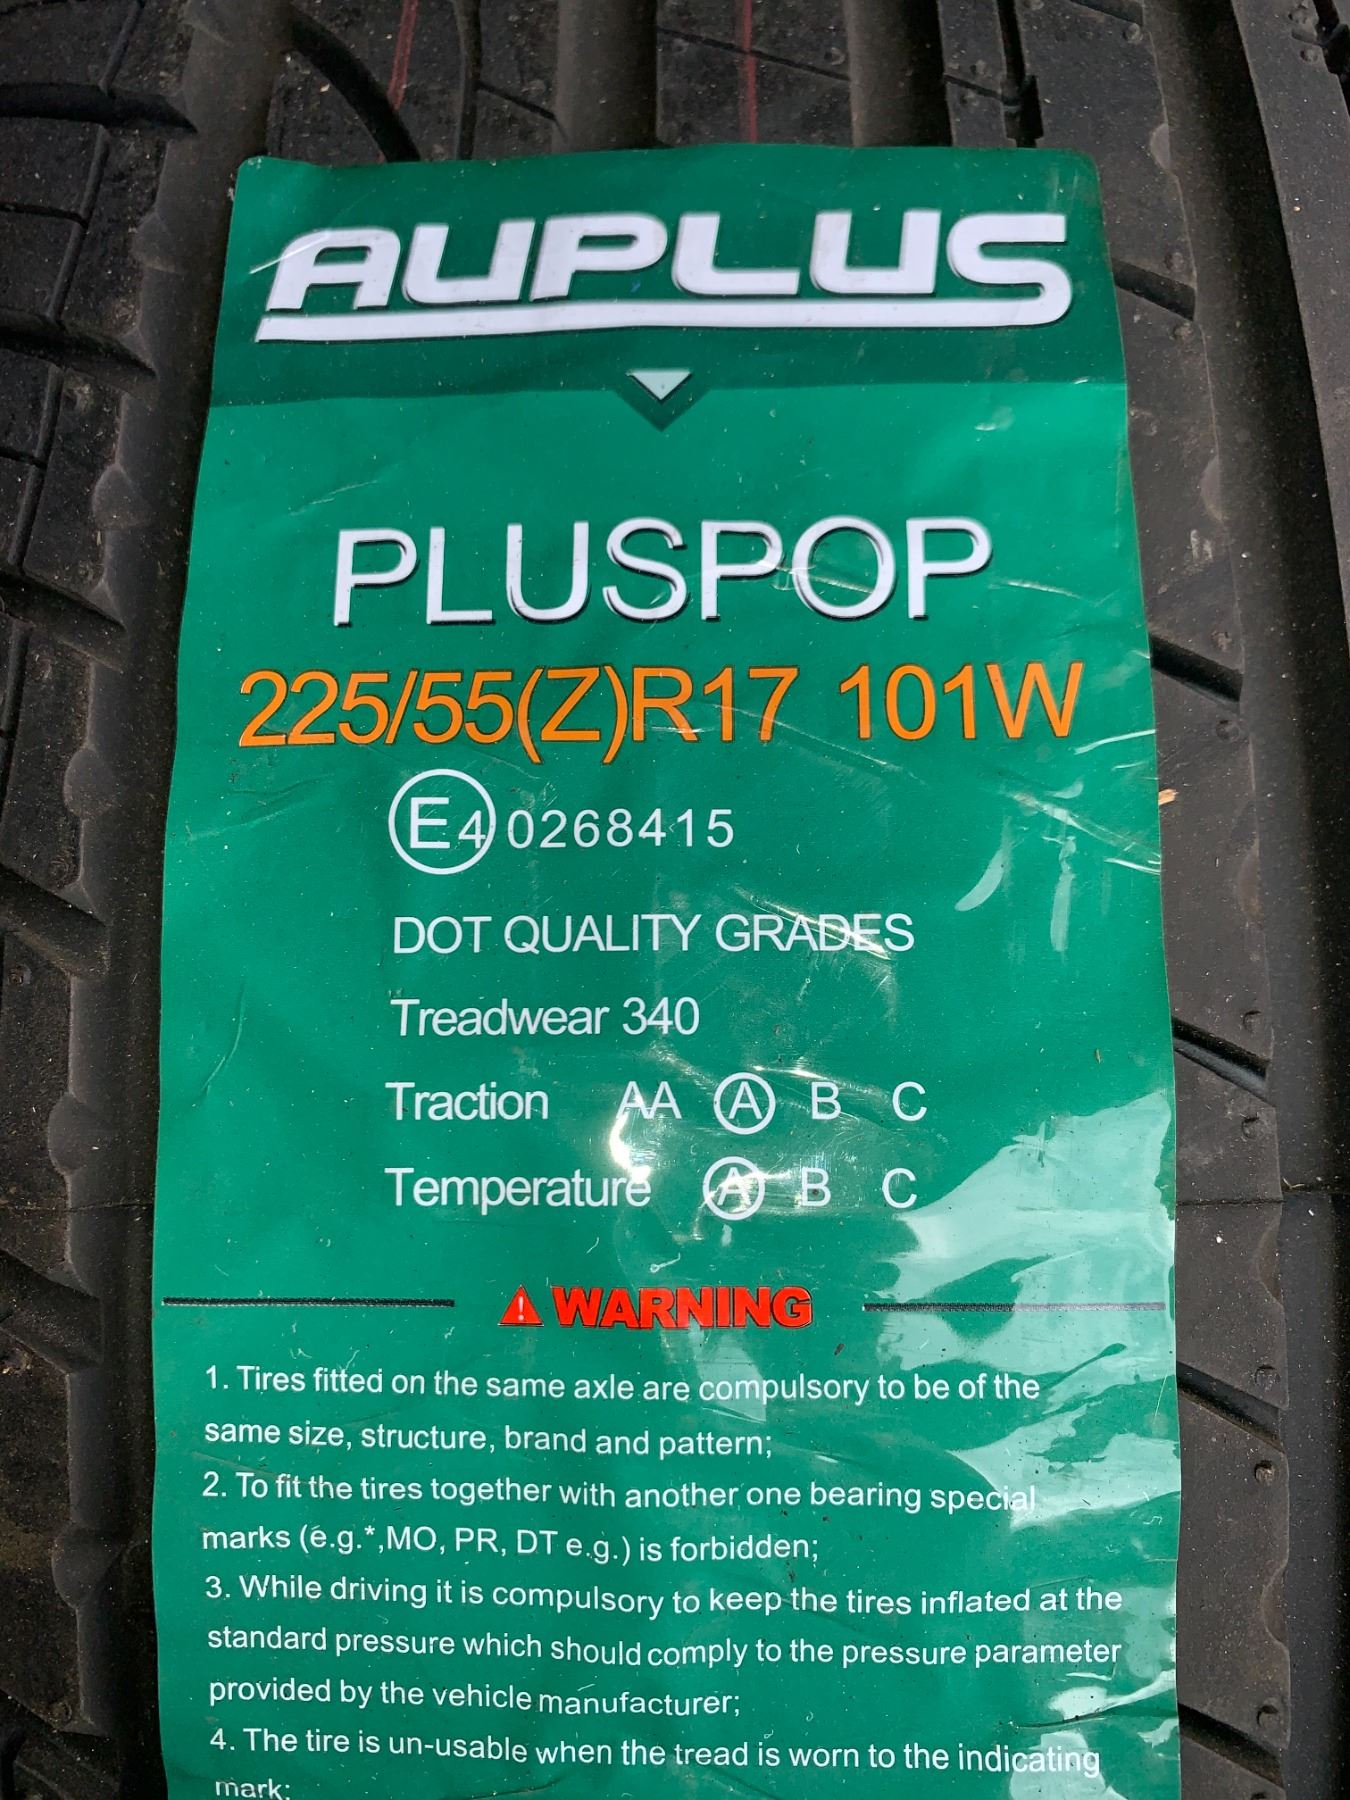 AUPLUS
PLUSPOP
225/55(Z)R17 101W
E4 0268415
DOT QUALITY GRADES
Treadwear 340
Traction AA A B C
Temperature A B C
WARNING
1. Tires fitted on the same axle are compulsory to be of the
same size, structure, brand and pattern;
2. To fit the tires together with another one bearing special
marks (e.g.*,MO, PR, DT e.g.) is forbidden;
3. While driving it is compulsory to keep the tires inflated at the
standard pressure which should comply to the pressure parameter
provided by the vehicle manufacturer;
4. The tire is un-usable when the tread is worn to the indicating
mark;